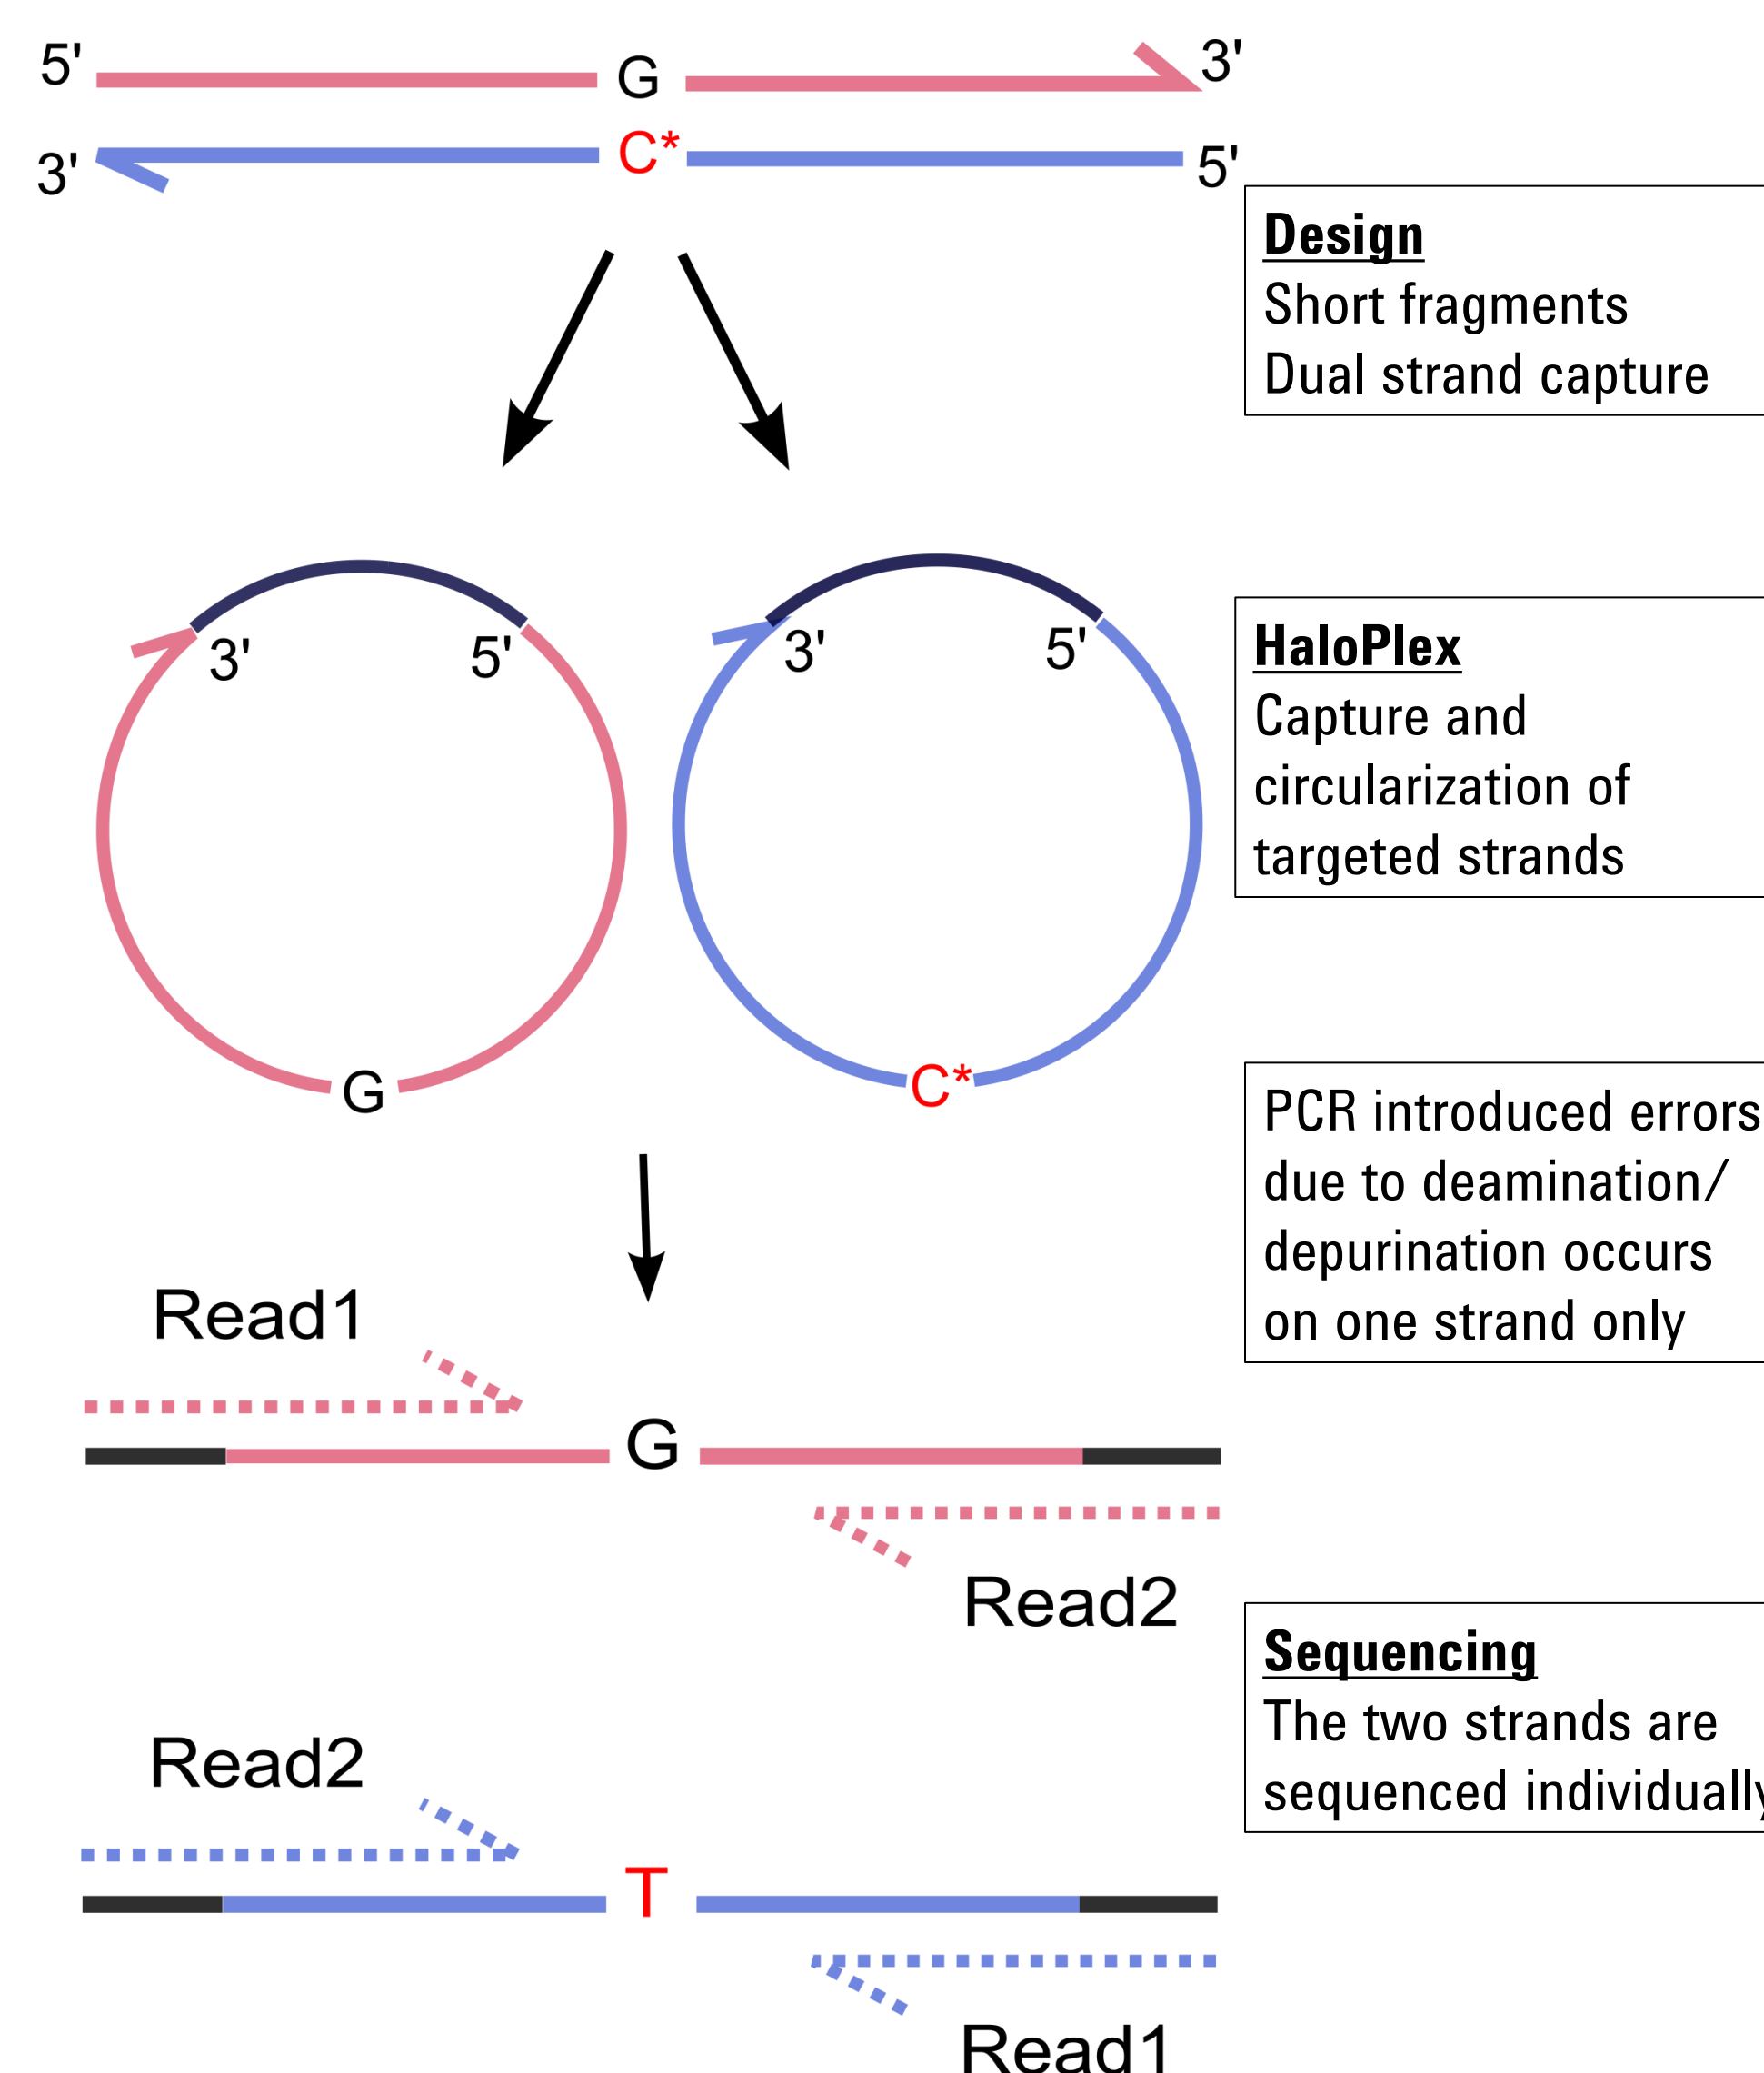 5' G 3'
3' C* 5'
Design
Short fragments
Dual strand capture
3' 5' 3' 5'
HaloPlex
Capture and
circularization of
targeted strands
G C*
PCR introduced errors
due to deamination/
depurination occurs
on one strand only
Read1
G
Read2
Sequencing
The two strands are
sequenced individually
Read2
T
Read1